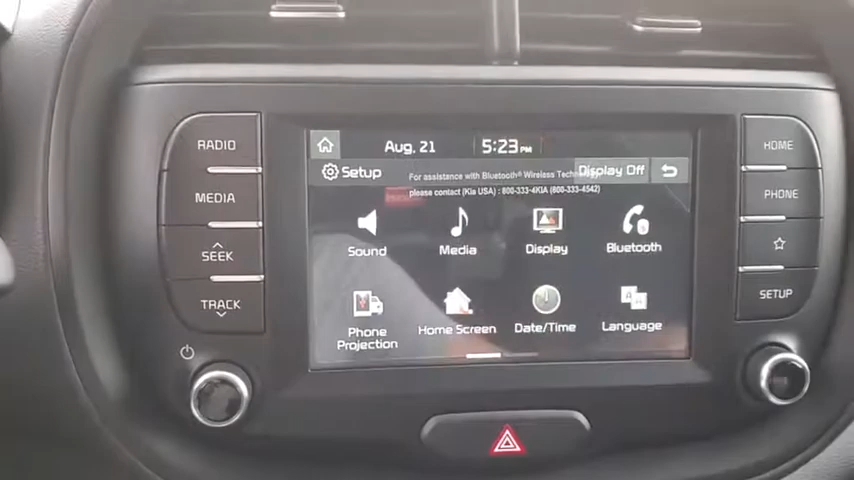 RADIO
MEDIA
SEEK
TRACK
Aug. 21
5:23 PM
Setup
Display Off
For assistance with Bluetooth® Wireless Technology,
please contact (Kia USA) : 800-333-4KIA (800-333-4542)
Sound
Media
Display
Bluetooth
Phone
Projection
Home Screen
Date/Time
Language
HOME
PHONE
SETUP